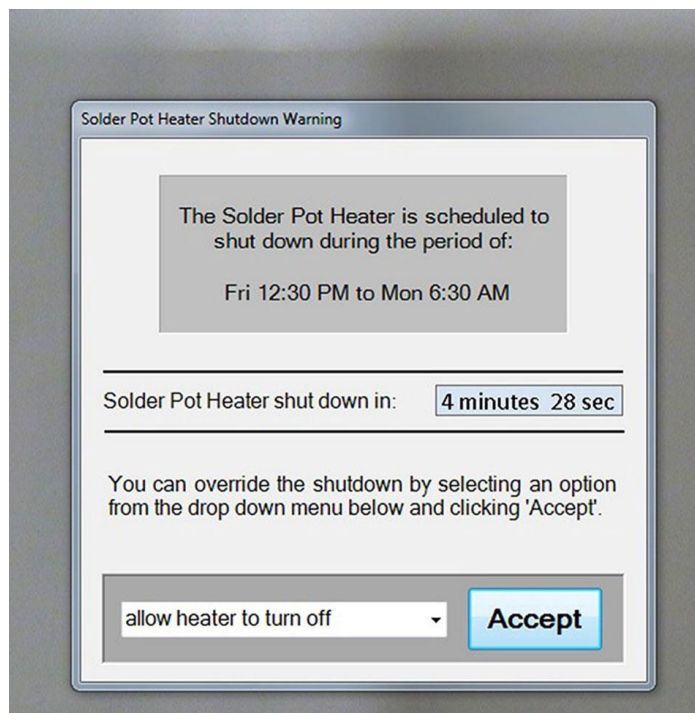 Solder Pot Heater Shutdown Warning
The Solder Pot Heater is scheduled to
shut down during the period of:
Fri 12:30 PM to Mon 6:30 AM
Solder Pot Heater shut down in:
4 minutes 28 sec
You can override the shutdown by selecting an option
from the drop down menu below and clicking 'Accept'.
allow heater to turn off
Accept